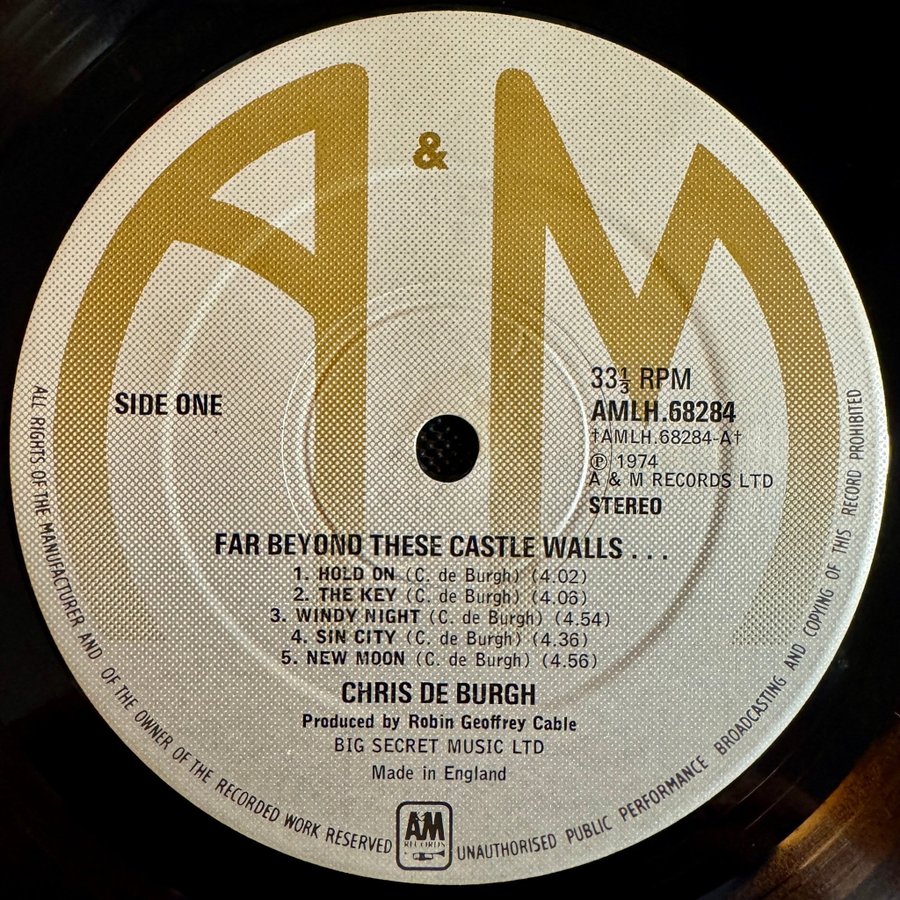 A & M
SIDE ONE
33⅓ RPM
AMLH.68284
†AMLH.68284-A†
℗ 1974
A & M RECORDS LTD
STEREO
FAR BEYOND THESE CASTLE WALLS . . .
1. HOLD ON (C. de Burgh) (4.02)
2. THE KEY (C. de Burgh) (4.06)
3. WINDY NIGHT (C. de Burgh) (4.54)
4. SIN CITY (C. de Burgh) (4.36)
5. NEW MOON (C. de Burgh) (4.56)
CHRIS DE BURGH
Produced by Robin Geoffrey Cable
BIG SECRET MUSIC LTD
Made in England
ALL RIGHTS OF THE MANUFACTURER AND OF THE OWNER OF THE RECORDED WORK RESERVED
AM
RECORDS
UNAUTHORISED PUBLIC PERFORMANCE BROADCASTING AND COPYING OF THIS RECORD PROHIBITED